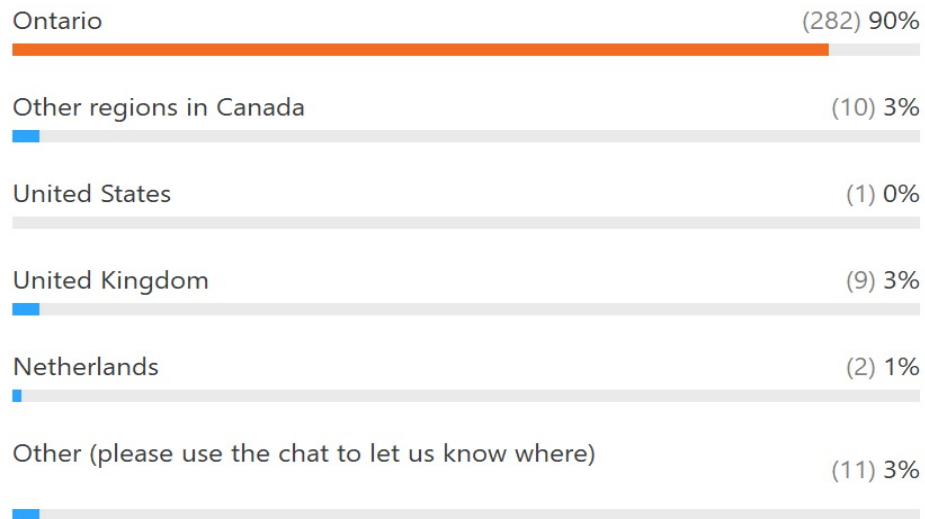 Ontario (282) 90%
Other regions in Canada (10) 3%
United States (1) 0%
United Kingdom (9) 3%
Netherlands (2) 1%
Other (please use the chat to let us know where) (11) 3%